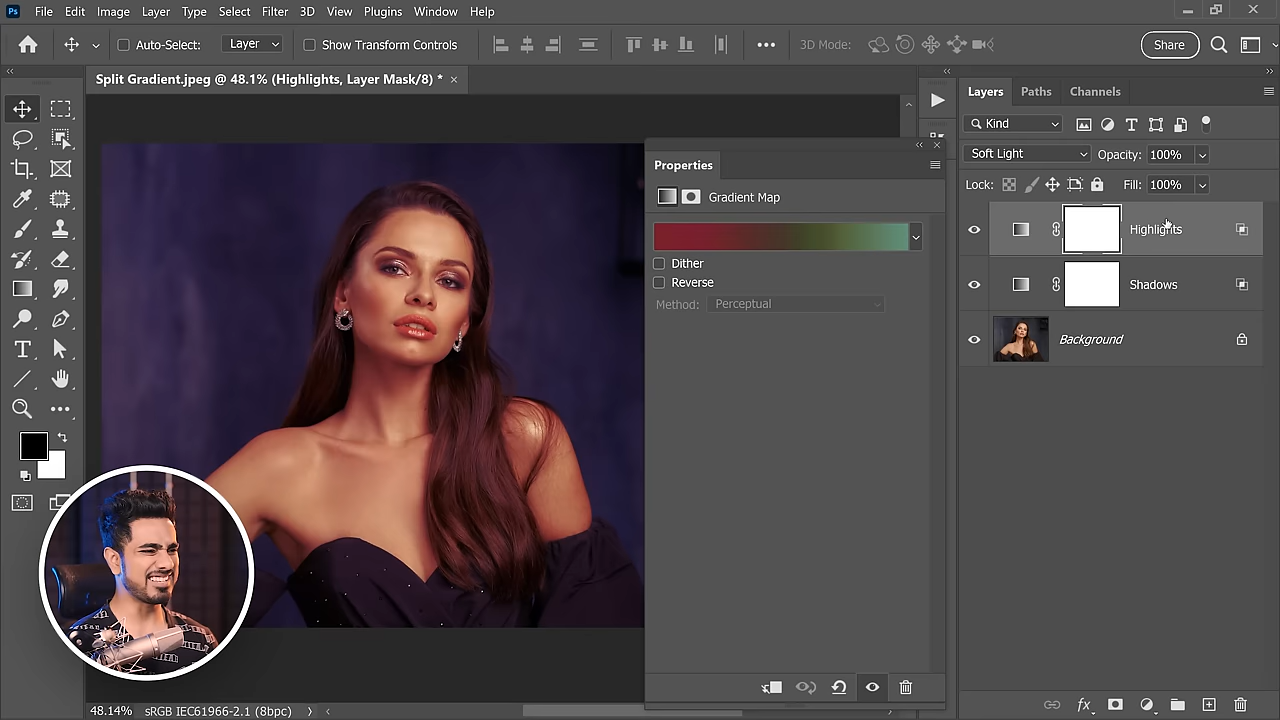 Ps File Edit Image Layer Type Select Filter 3D View Plugins Window Help
Auto-Select: Layer Show Transform Controls 3D Mode: Share
Split Gradient.jpeg @ 48.1% (Highlights, Layer Mask/8) *
Layers Paths Channels
Kind
Soft Light Opacity: 100%
Lock: Fill: 100%
Highlights
Shadows
Background
Properties
Gradient Map
Dither
Reverse
Method: Perceptual
T
fx
48.14% sRGB IEC61966-2.1 (8bpc)